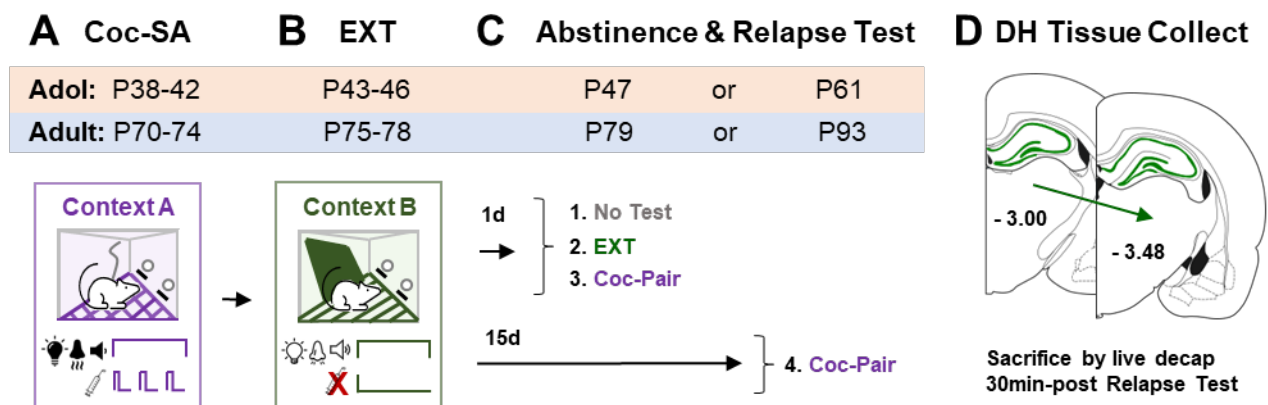 A Coc-SA
B EXT
C Abstinence & Relapse Test
D DH Tissue Collect
Adol: P38-42 P43-46 P47 or P61
Adult: P70-74 P75-78 P79 or P93
Context A
Context B
1d
1. No Test
2. EXT
3. Coc-Pair
15d
4. Coc-Pair
X
- 3.00
- 3.48
Sacrifice by live decap
30min-post Relapse Test